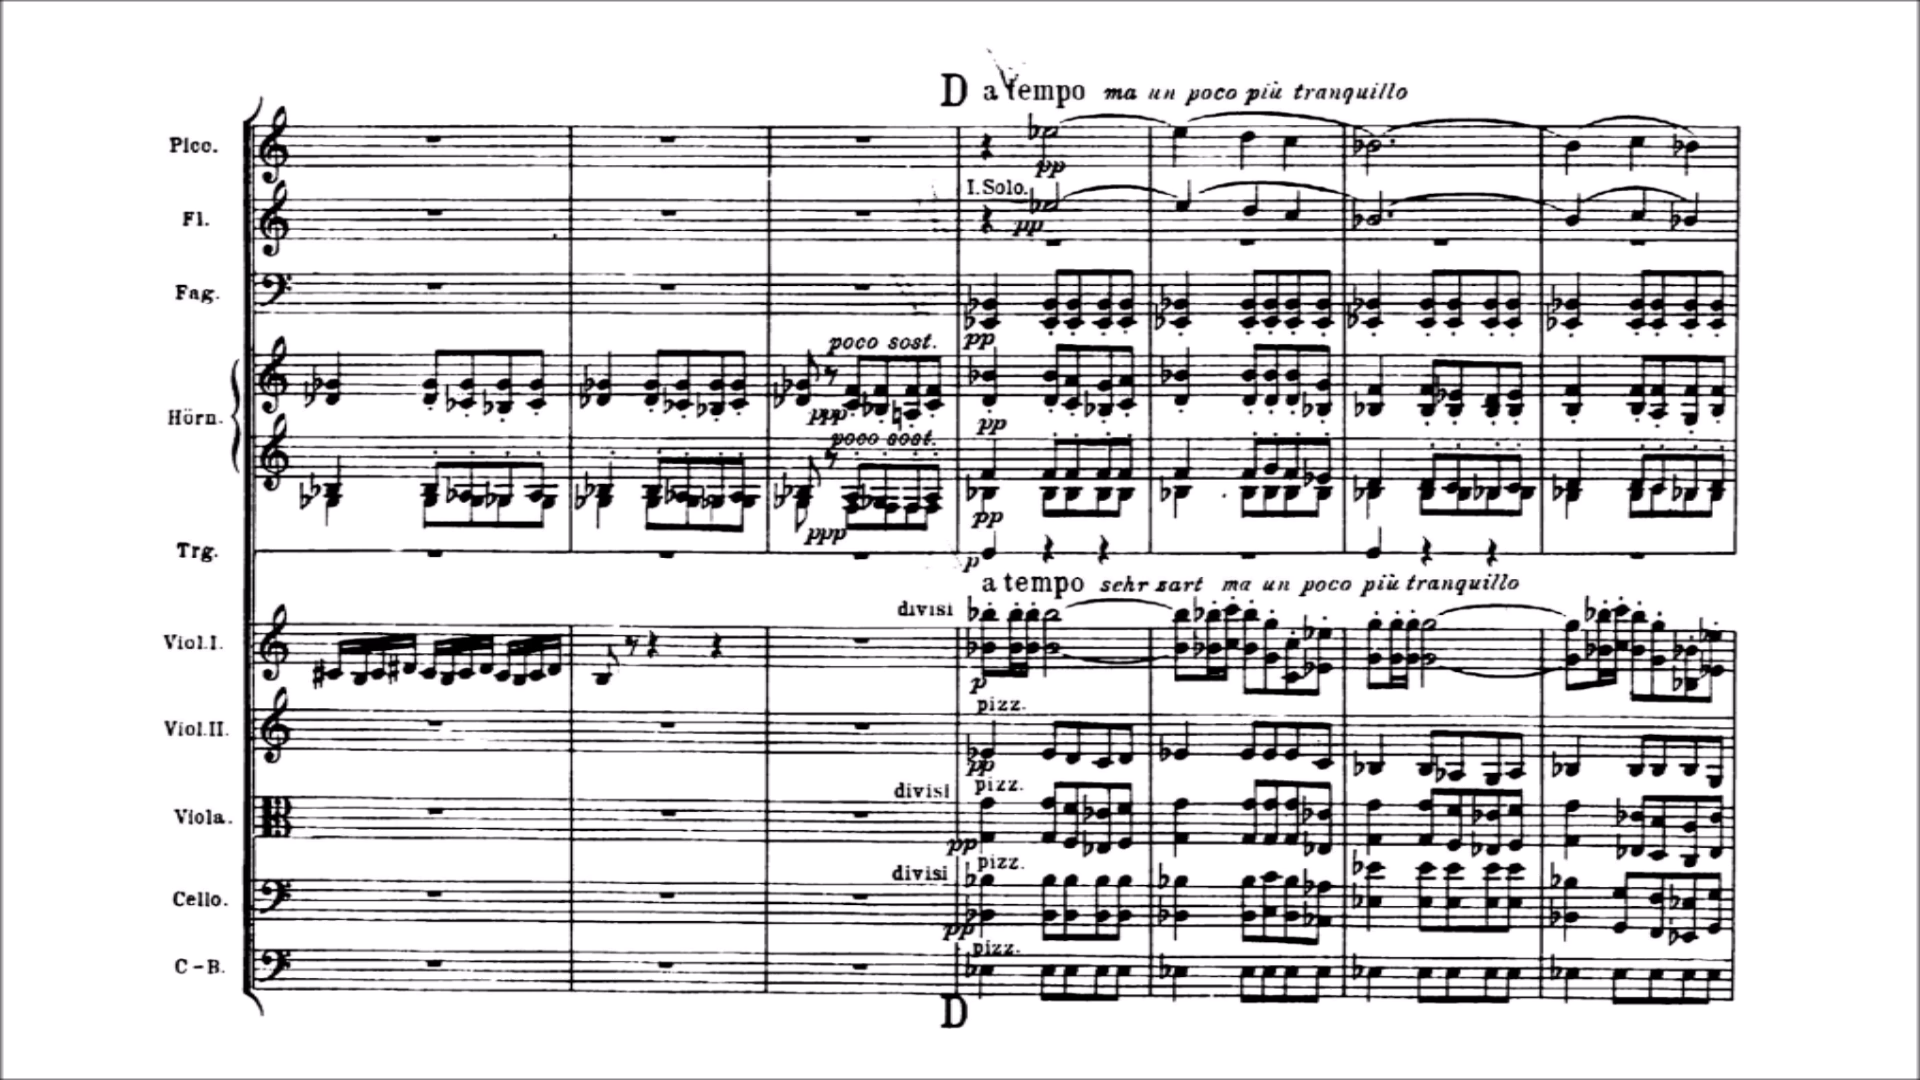 D a tempo ma un poco più tranquillo
Picc.
pp
I. Solo.
Fl.
pp
Fag.
poco sost.
pp
ppp
Hörn.
pp
poco sost.
ppp
pp
Trg.
p
a tempo sehr zart ma un poco più tranquillo
divisi
Viol.I.
p
pizz.
Viol.II.
pp
divisi pizz.
Viola.
pp
pizz.
divisi
Cello.
pp
pizz.
C-B.
D